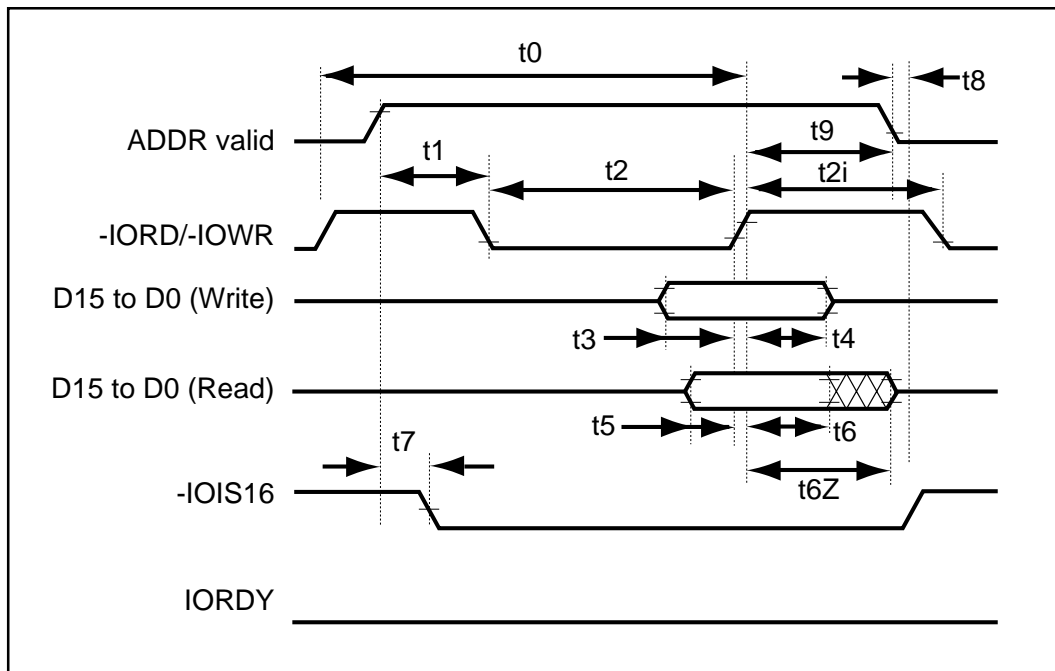 t0
t8
ADDR valid
t9
t1
t2
t2i
-IORD/-IOWR
D15 to D0 (Write)
t3
t4
D15 to D0 (Read)
t5
t6
t7
t6Z
-IOIS16
IORDY